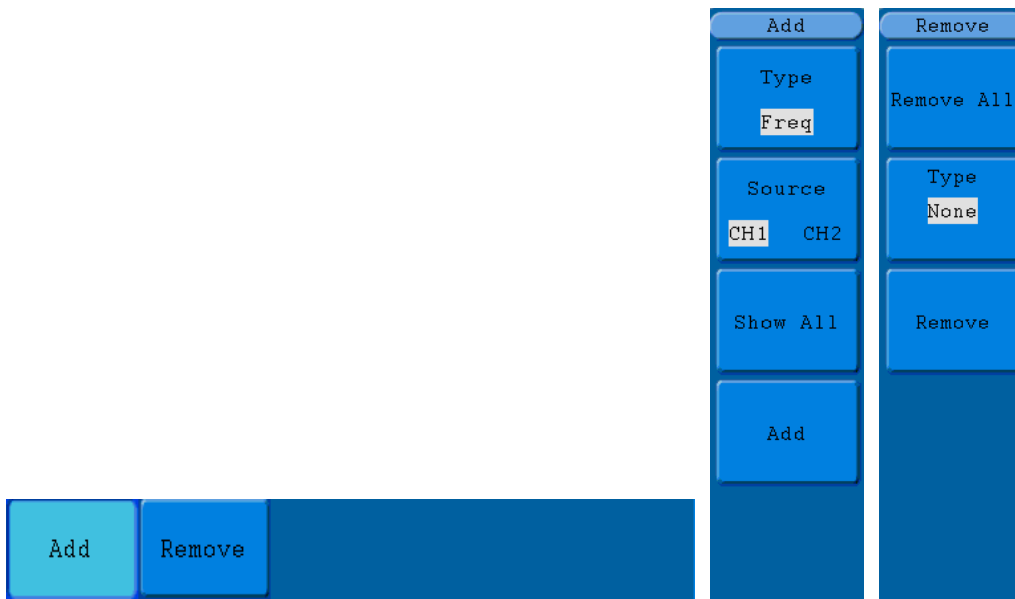 Add
Type
Freq
Source
CH1 CH2
Show All
Add
Remove
Remove All
Type
None
Remove
Add Remove